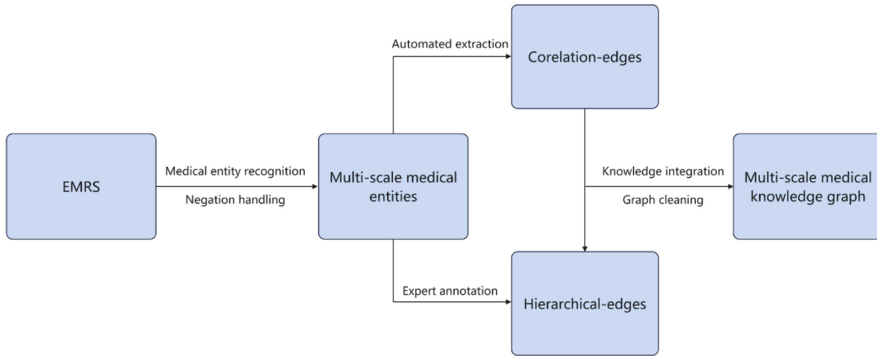 EMRS
Medical entity recognition
Negation handling
Multi-scale medical
entities
Automated extraction
Expert annotation
Corelation-edges
Hierarchical-edges
Knowledge integration
Graph cleaning
Multi-scale medical
knowledge graph